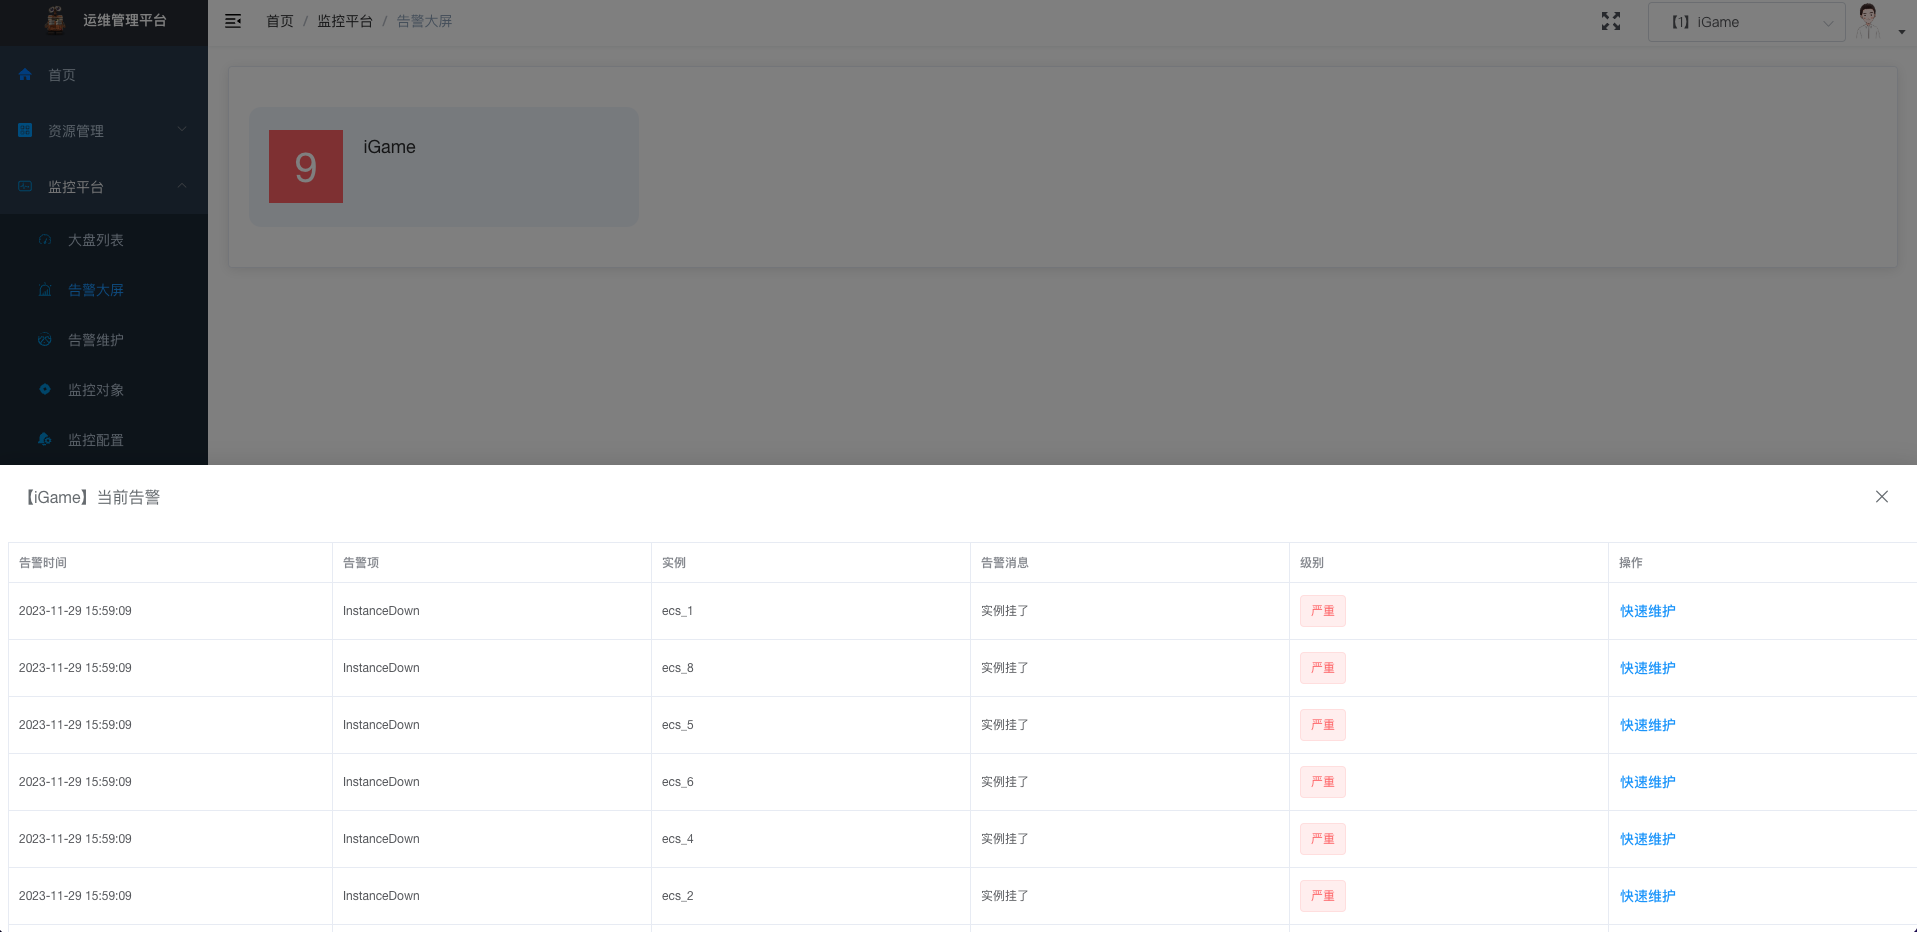 运维管理平台
首页 / 监控平台 / 告警大屏
【1】iGame
首页
资源管理
监控平台
大盘列表
告警大屏
告警维护
监控对象
监控配置
9
iGame
【iGame】当前告警
告警时间 告警项 实例 告警消息 级别 操作
2023-11-29 15:59:09 InstanceDown ecs_1 实例挂了 严重 快速维护
2023-11-29 15:59:09 InstanceDown ecs_8 实例挂了 严重 快速维护
2023-11-29 15:59:09 InstanceDown ecs_5 实例挂了 严重 快速维护
2023-11-29 15:59:09 InstanceDown ecs_6 实例挂了 严重 快速维护
2023-11-29 15:59:09 InstanceDown ecs_4 实例挂了 严重 快速维护
2023-11-29 15:59:09 InstanceDown ecs_2 实例挂了 严重 快速维护